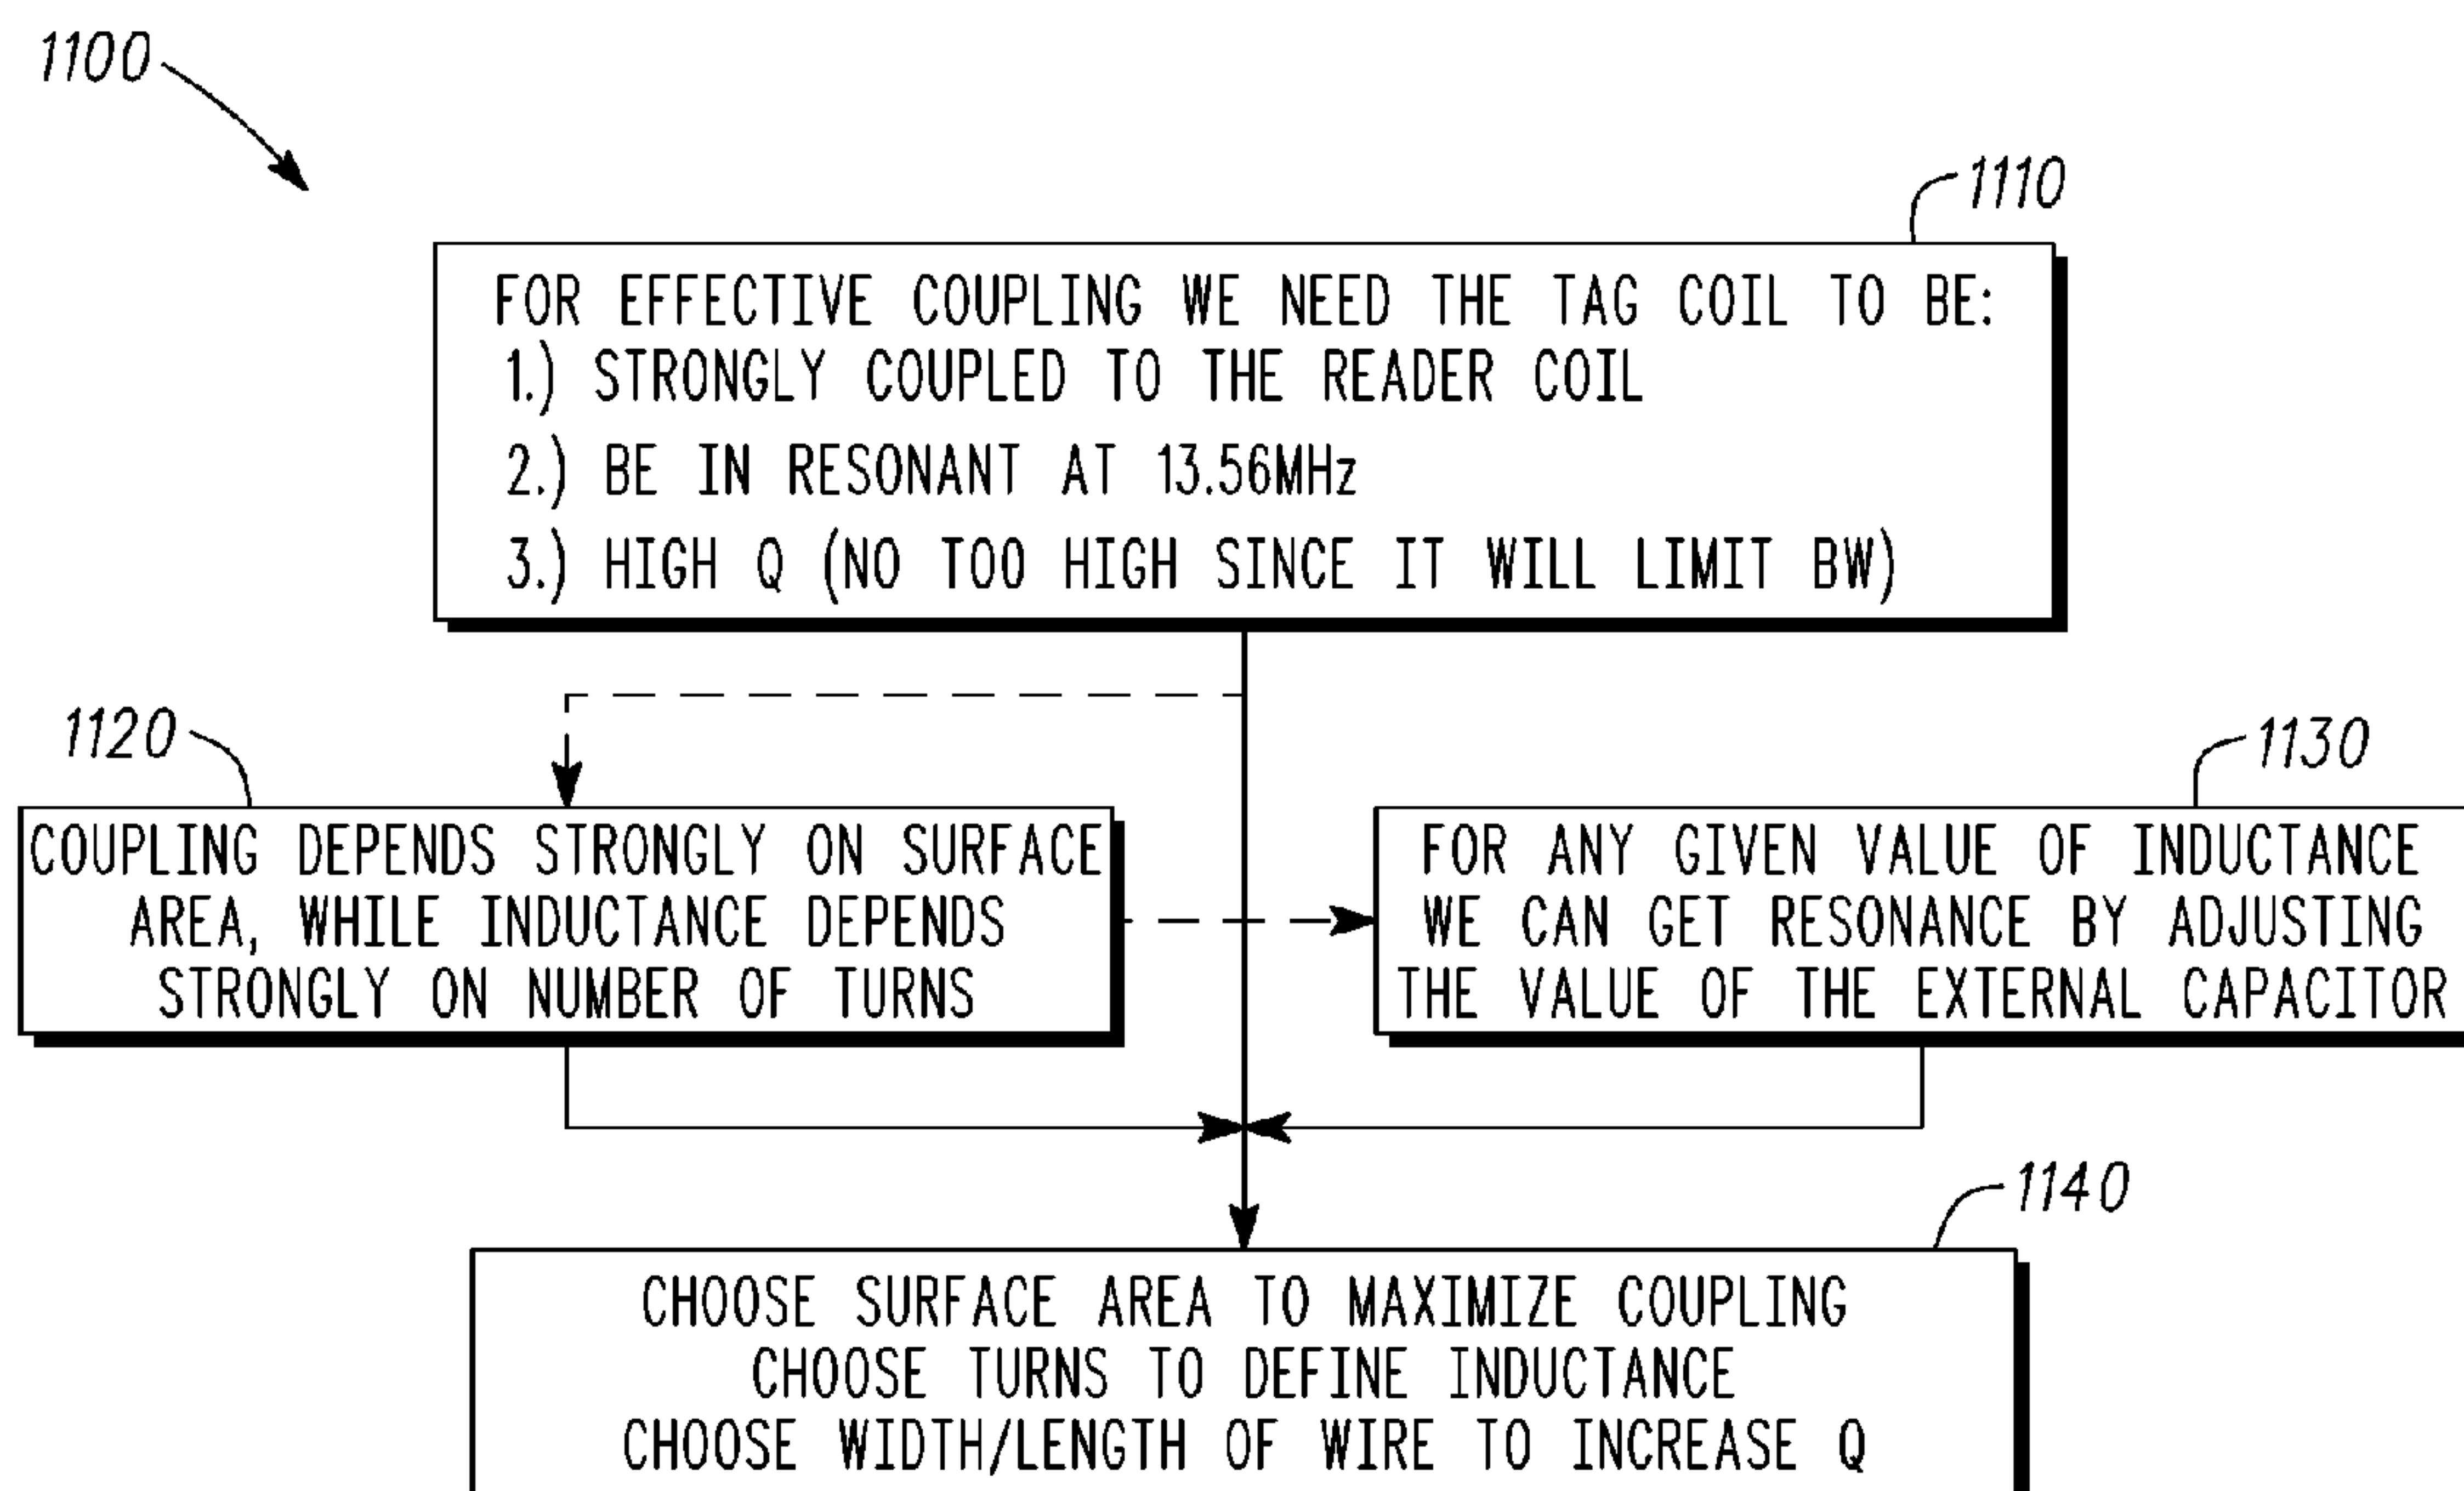 1100
1110
FOR EFFECTIVE COUPLING WE NEED THE TAG COIL TO BE:
1.) STRONGLY COUPLED TO THE READER COIL
2.) BE IN RESONANT AT 13.56MHz
3.) HIGH Q (NO TOO HIGH SINCE IT WILL LIMIT BW)
1120
COUPLING DEPENDS STRONGLY ON SURFACE
AREA, WHILE INDUCTANCE DEPENDS
STRONGLY ON NUMBER OF TURNS
1130
FOR ANY GIVEN VALUE OF INDUCTANCE
WE CAN GET RESONANCE BY ADJUSTING
THE VALUE OF THE EXTERNAL CAPACITOR
1140
CHOOSE SURFACE AREA TO MAXIMIZE COUPLING
CHOOSE TURNS TO DEFINE INDUCTANCE
CHOOSE WIDTH/LENGTH OF WIRE TO INCREASE Q